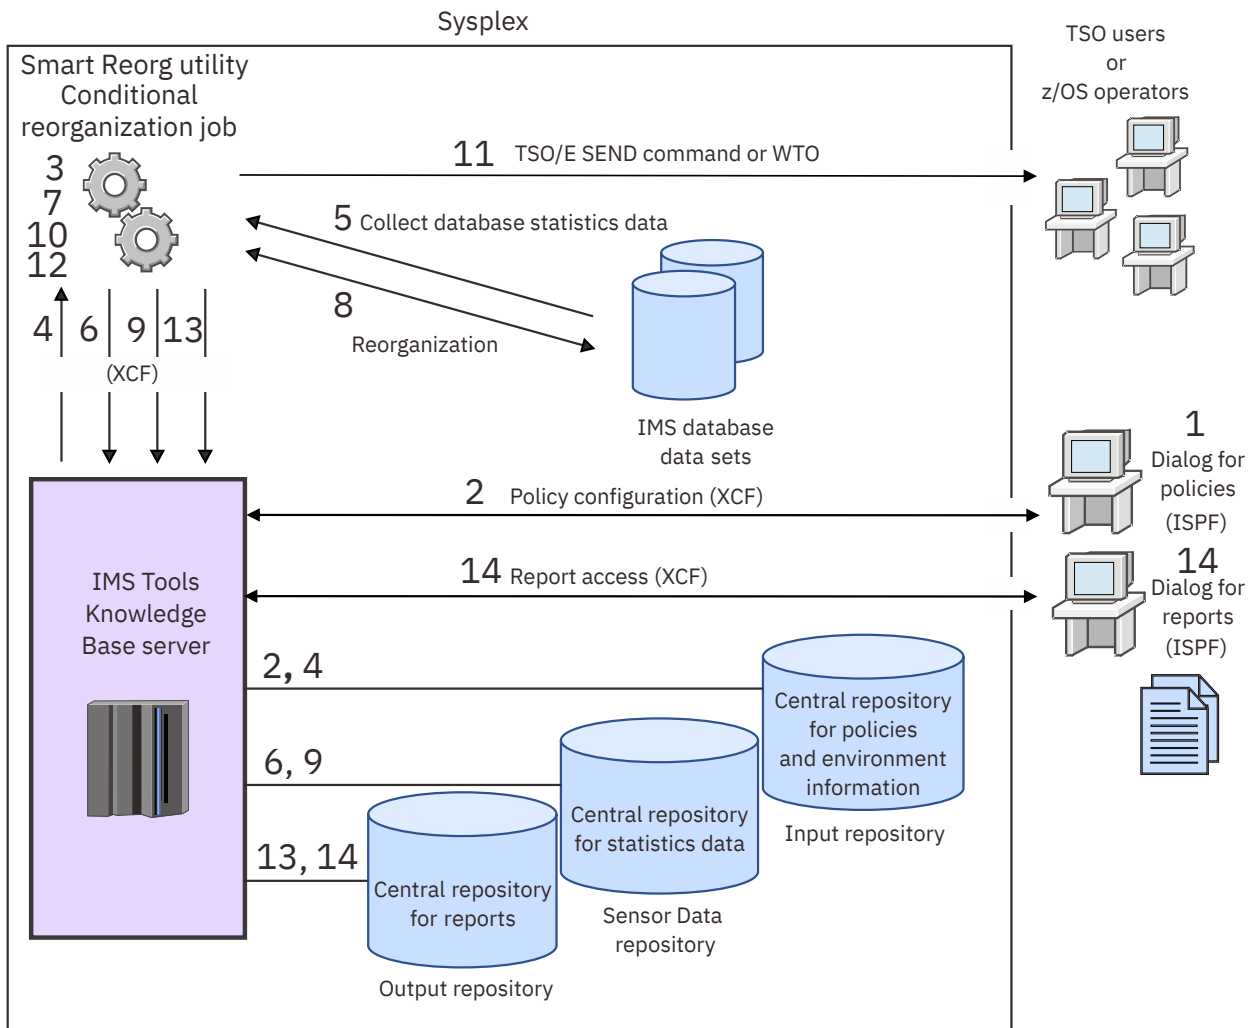 Sysplex
TSO users
or
z/OS operators
Smart Reorg utility
Conditional
reorganization job
3
7
10
12
11 TSO/E SEND command or WTO
5 Collect database statistics data
8
Reorganization
4 6 9 13
(XCF)
IMS database
data sets
1
Dialog for
policies
(ISPF)
2 Policy configuration (XCF)
14 Report access (XCF)
14
Dialog for
reports
(ISPF)
IMS Tools
Knowledge
Base server
2, 4
Central repository
for policies
and environment
information
Input repository
6, 9
Central repository
for statistics data
Sensor Data
repository
13, 14
Central repository
for reports
Output repository